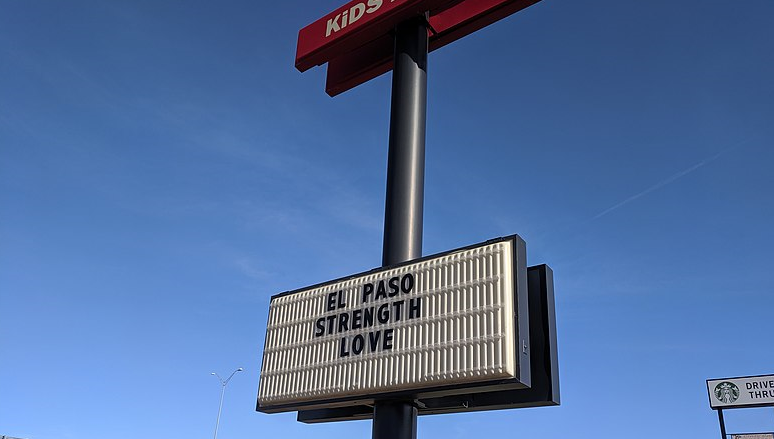 KiDS
EL PASO
STRENGTH
LOVE
DRIVE
THRU